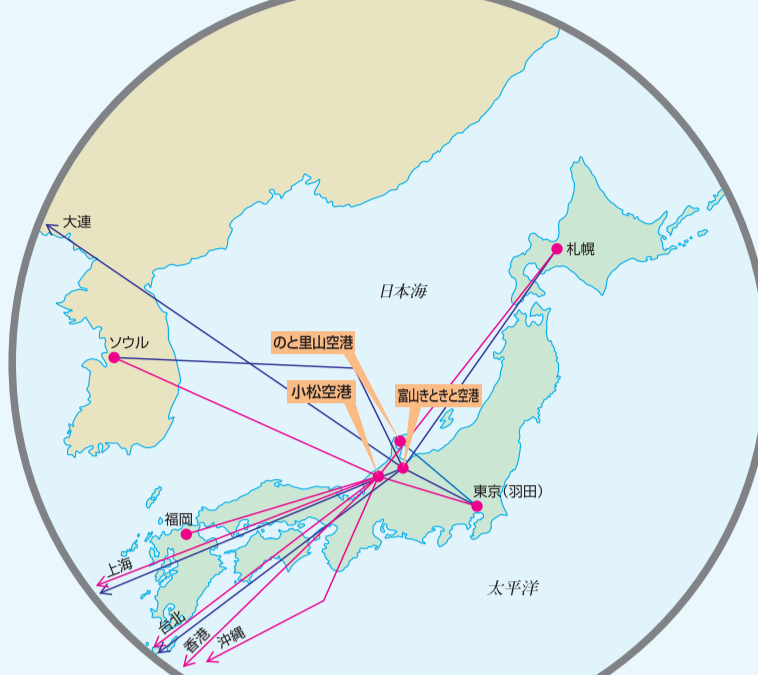 大連
札幌
日本海
ソウル
のと里山空港
小松空港
富山きときと空港
東京(羽田)
福岡
上海
太平洋
台北
香港
沖縄